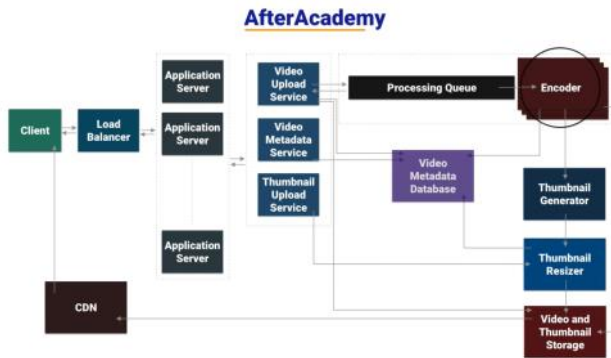 AfterAcademy
Client
Load
Balancer
Application
Server
Application
Server
Application
Server
Video
Upload
Service
Video
Metadata
Service
Thumbnail
Upload
Service
Processing Queue
Encoder
Video
Metadata
Database
Thumbnail
Generator
Thumbnail
Resizer
CDN
Video and
Thumbnail
Storage